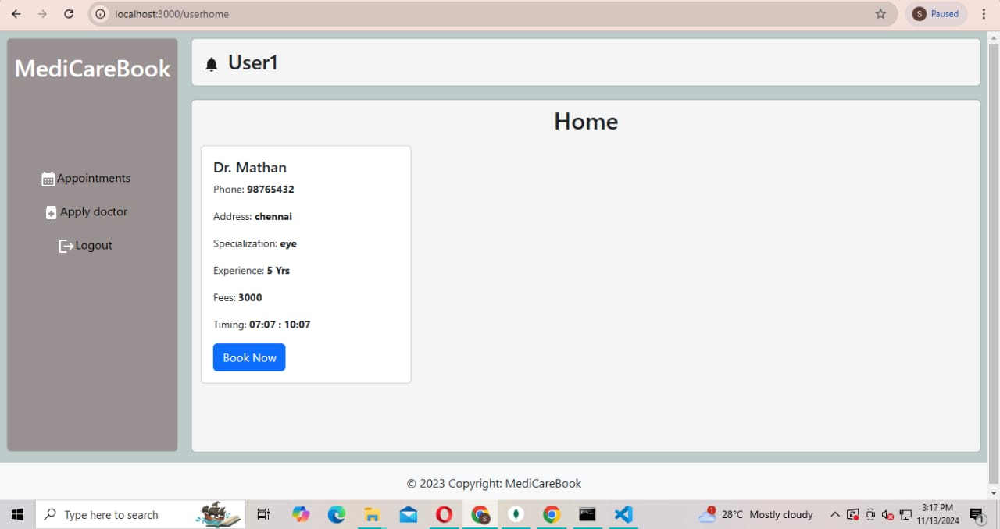 localhost:3000/userhome
S
Paused
MediCareBook
User1
Home
Dr. Mathan
Phone: 98765432
Address: chennai
Specialization: eye
Experience: 5 Yrs
Fees: 3000
Timing: 07:07 : 10:07
Book Now
Appointments
Apply doctor
Logout
© 2023 Copyright: MediCareBook
Type here to search
S
1
28°C Mostly cloudy
3:17 PM
11/13/2024
1